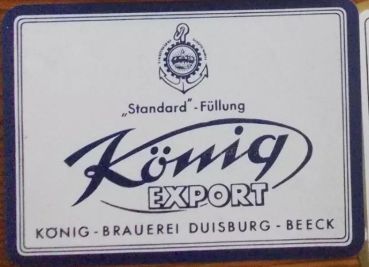 „Standard"-Füllung
König
EXPORT
KÖNIG - BRAUEREI DUISBURG - BEECK